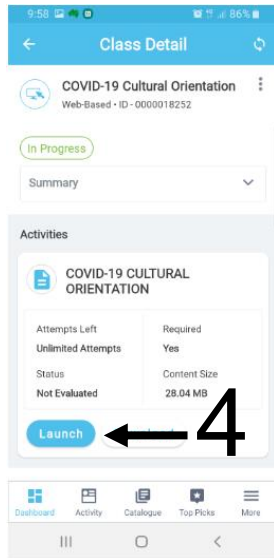 9:58 86%
Class Detail
COVID-19 Cultural Orientation
Web-Based • ID - 0000018252
In Progress
Summary
Activities
COVID-19 CULTURAL
ORIENTATION
Attempts Left Required
Unlimited Attempts Yes
Status Content Size
Not Evaluated 28.04 MB
Launch 4
Dashboard Activity Catalogue Top Picks More